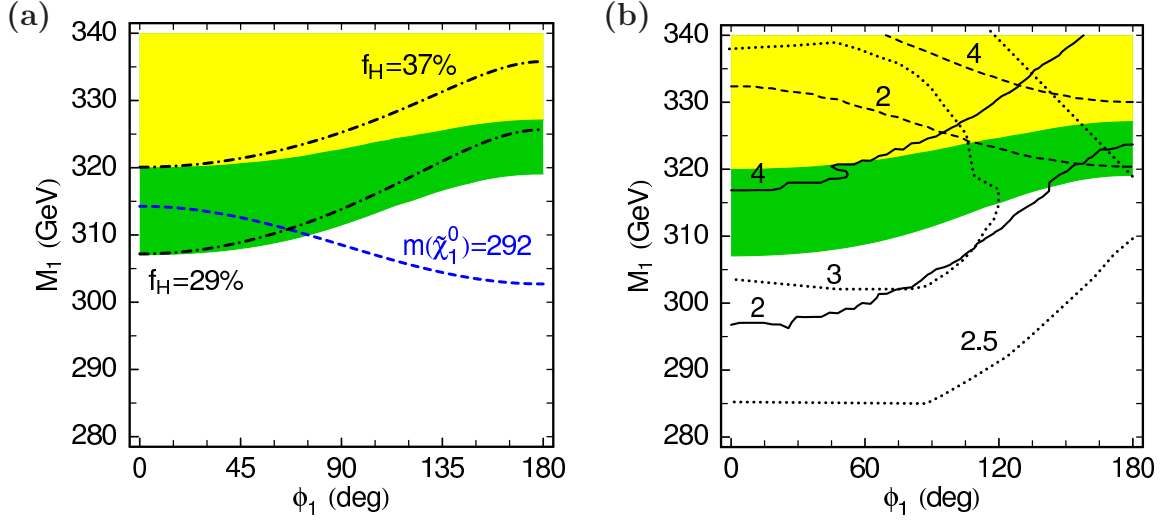 (a)
340
330
320
310
300
290
280
M₁ (GeV)
f_H=37%
m(χ̃⁰₁)=292
f_H=29%
0 45 90 135 180
ϕ₁ (deg)
(b)
340
330
320
310
300
290
280
M₁ (GeV)
4
2
4
3
2
2.5
0 60 120 180
ϕ₁ (deg)